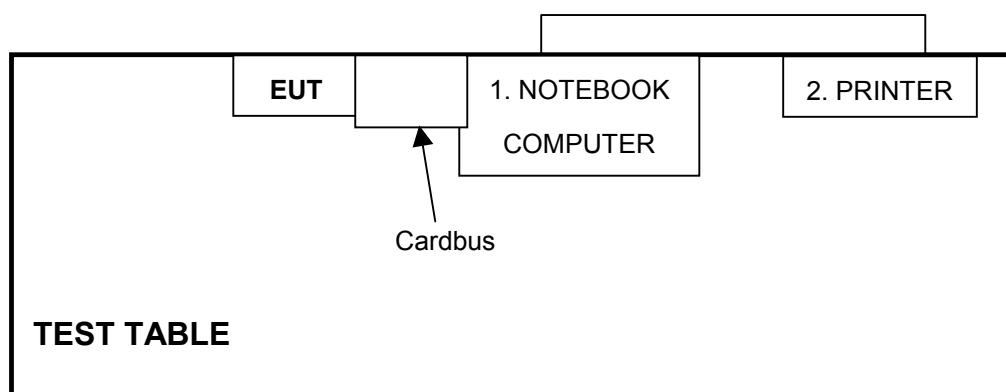 EUT
1. NOTEBOOK
COMPUTER
2. PRINTER
Cardbus
TEST TABLE